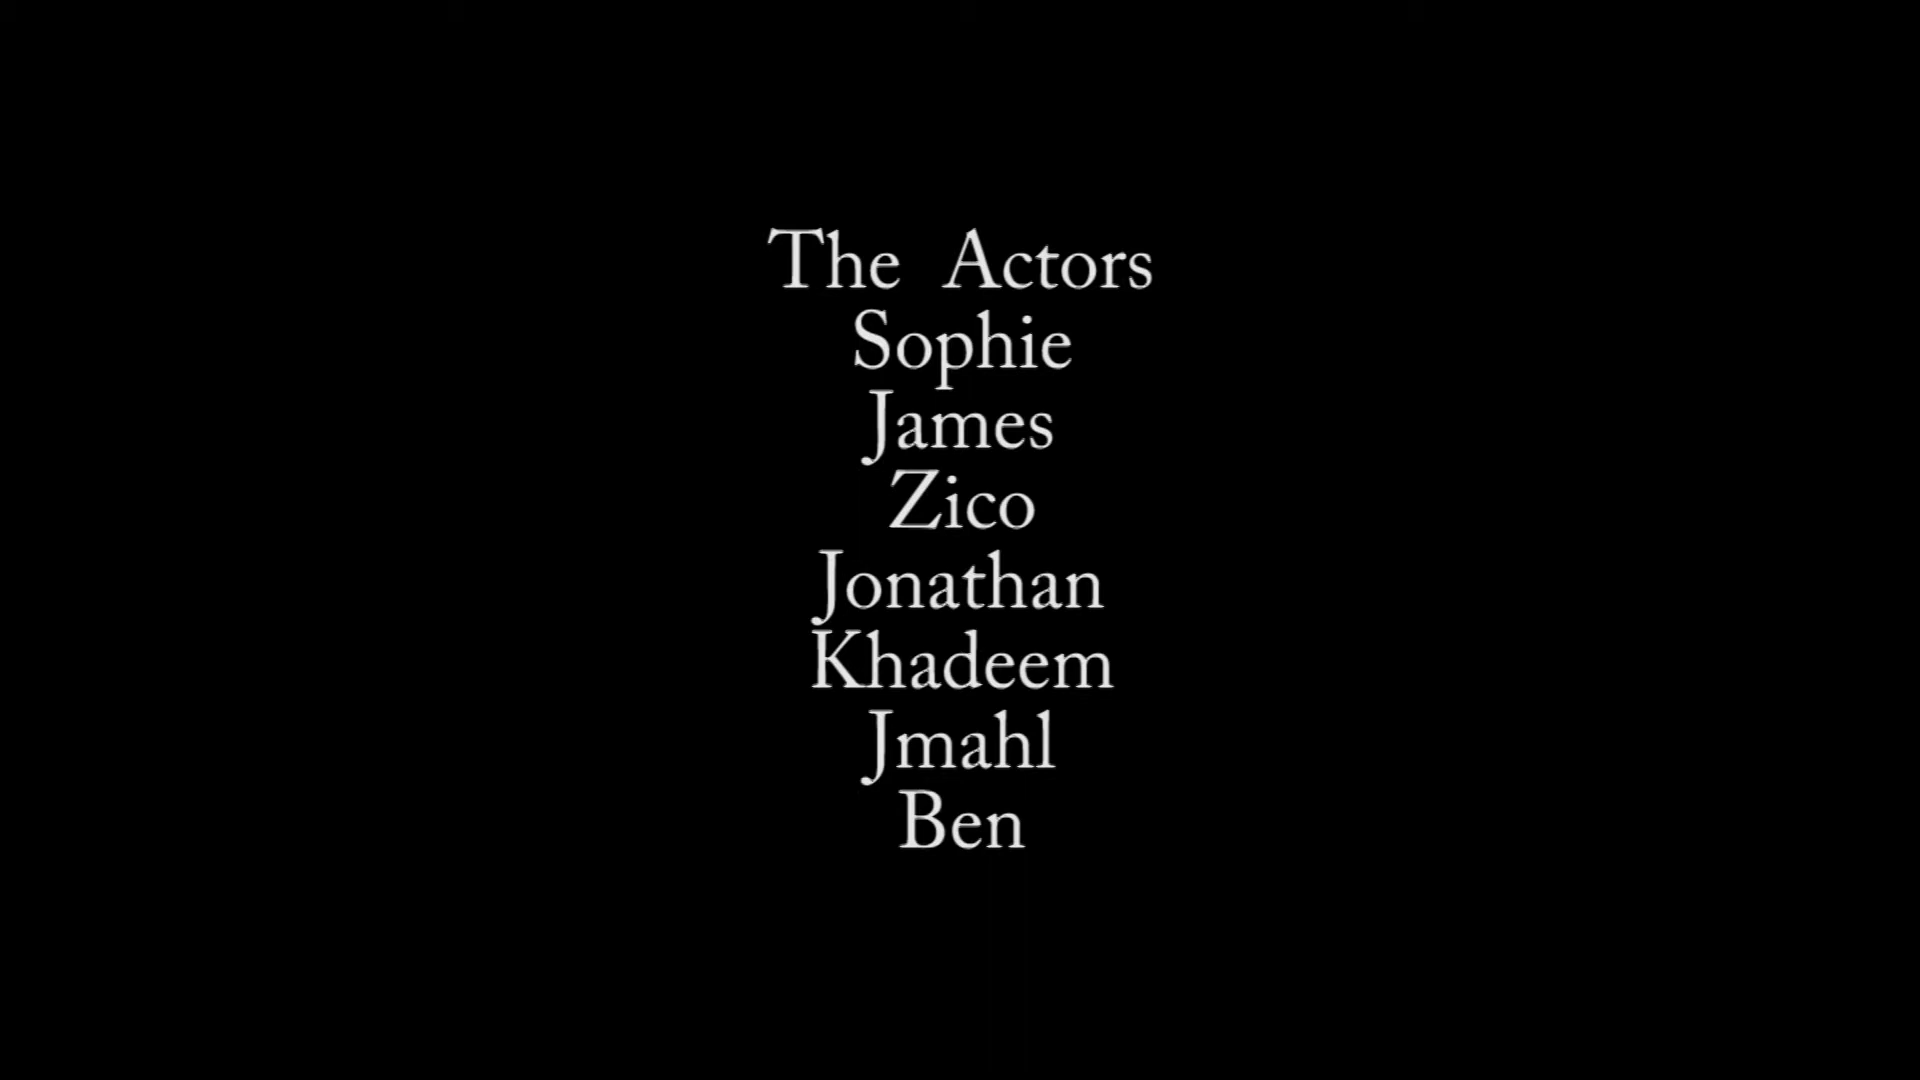 The Actors
Sophie
James
Zico
Jonathan
Khadeem
Jmahl
Ben